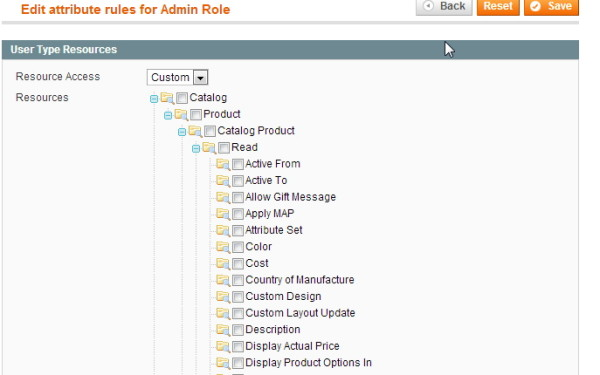 Edit attribute rules for Admin Role
Back Reset Save
User Type Resources
Resource Access Custom
Resources
Catalog
Product
Catalog Product
Read
Active From
Active To
Allow Gift Message
Apply MAP
Attribute Set
Color
Cost
Country of Manufacture
Custom Design
Custom Layout Update
Description
Display Actual Price
Display Product Options In